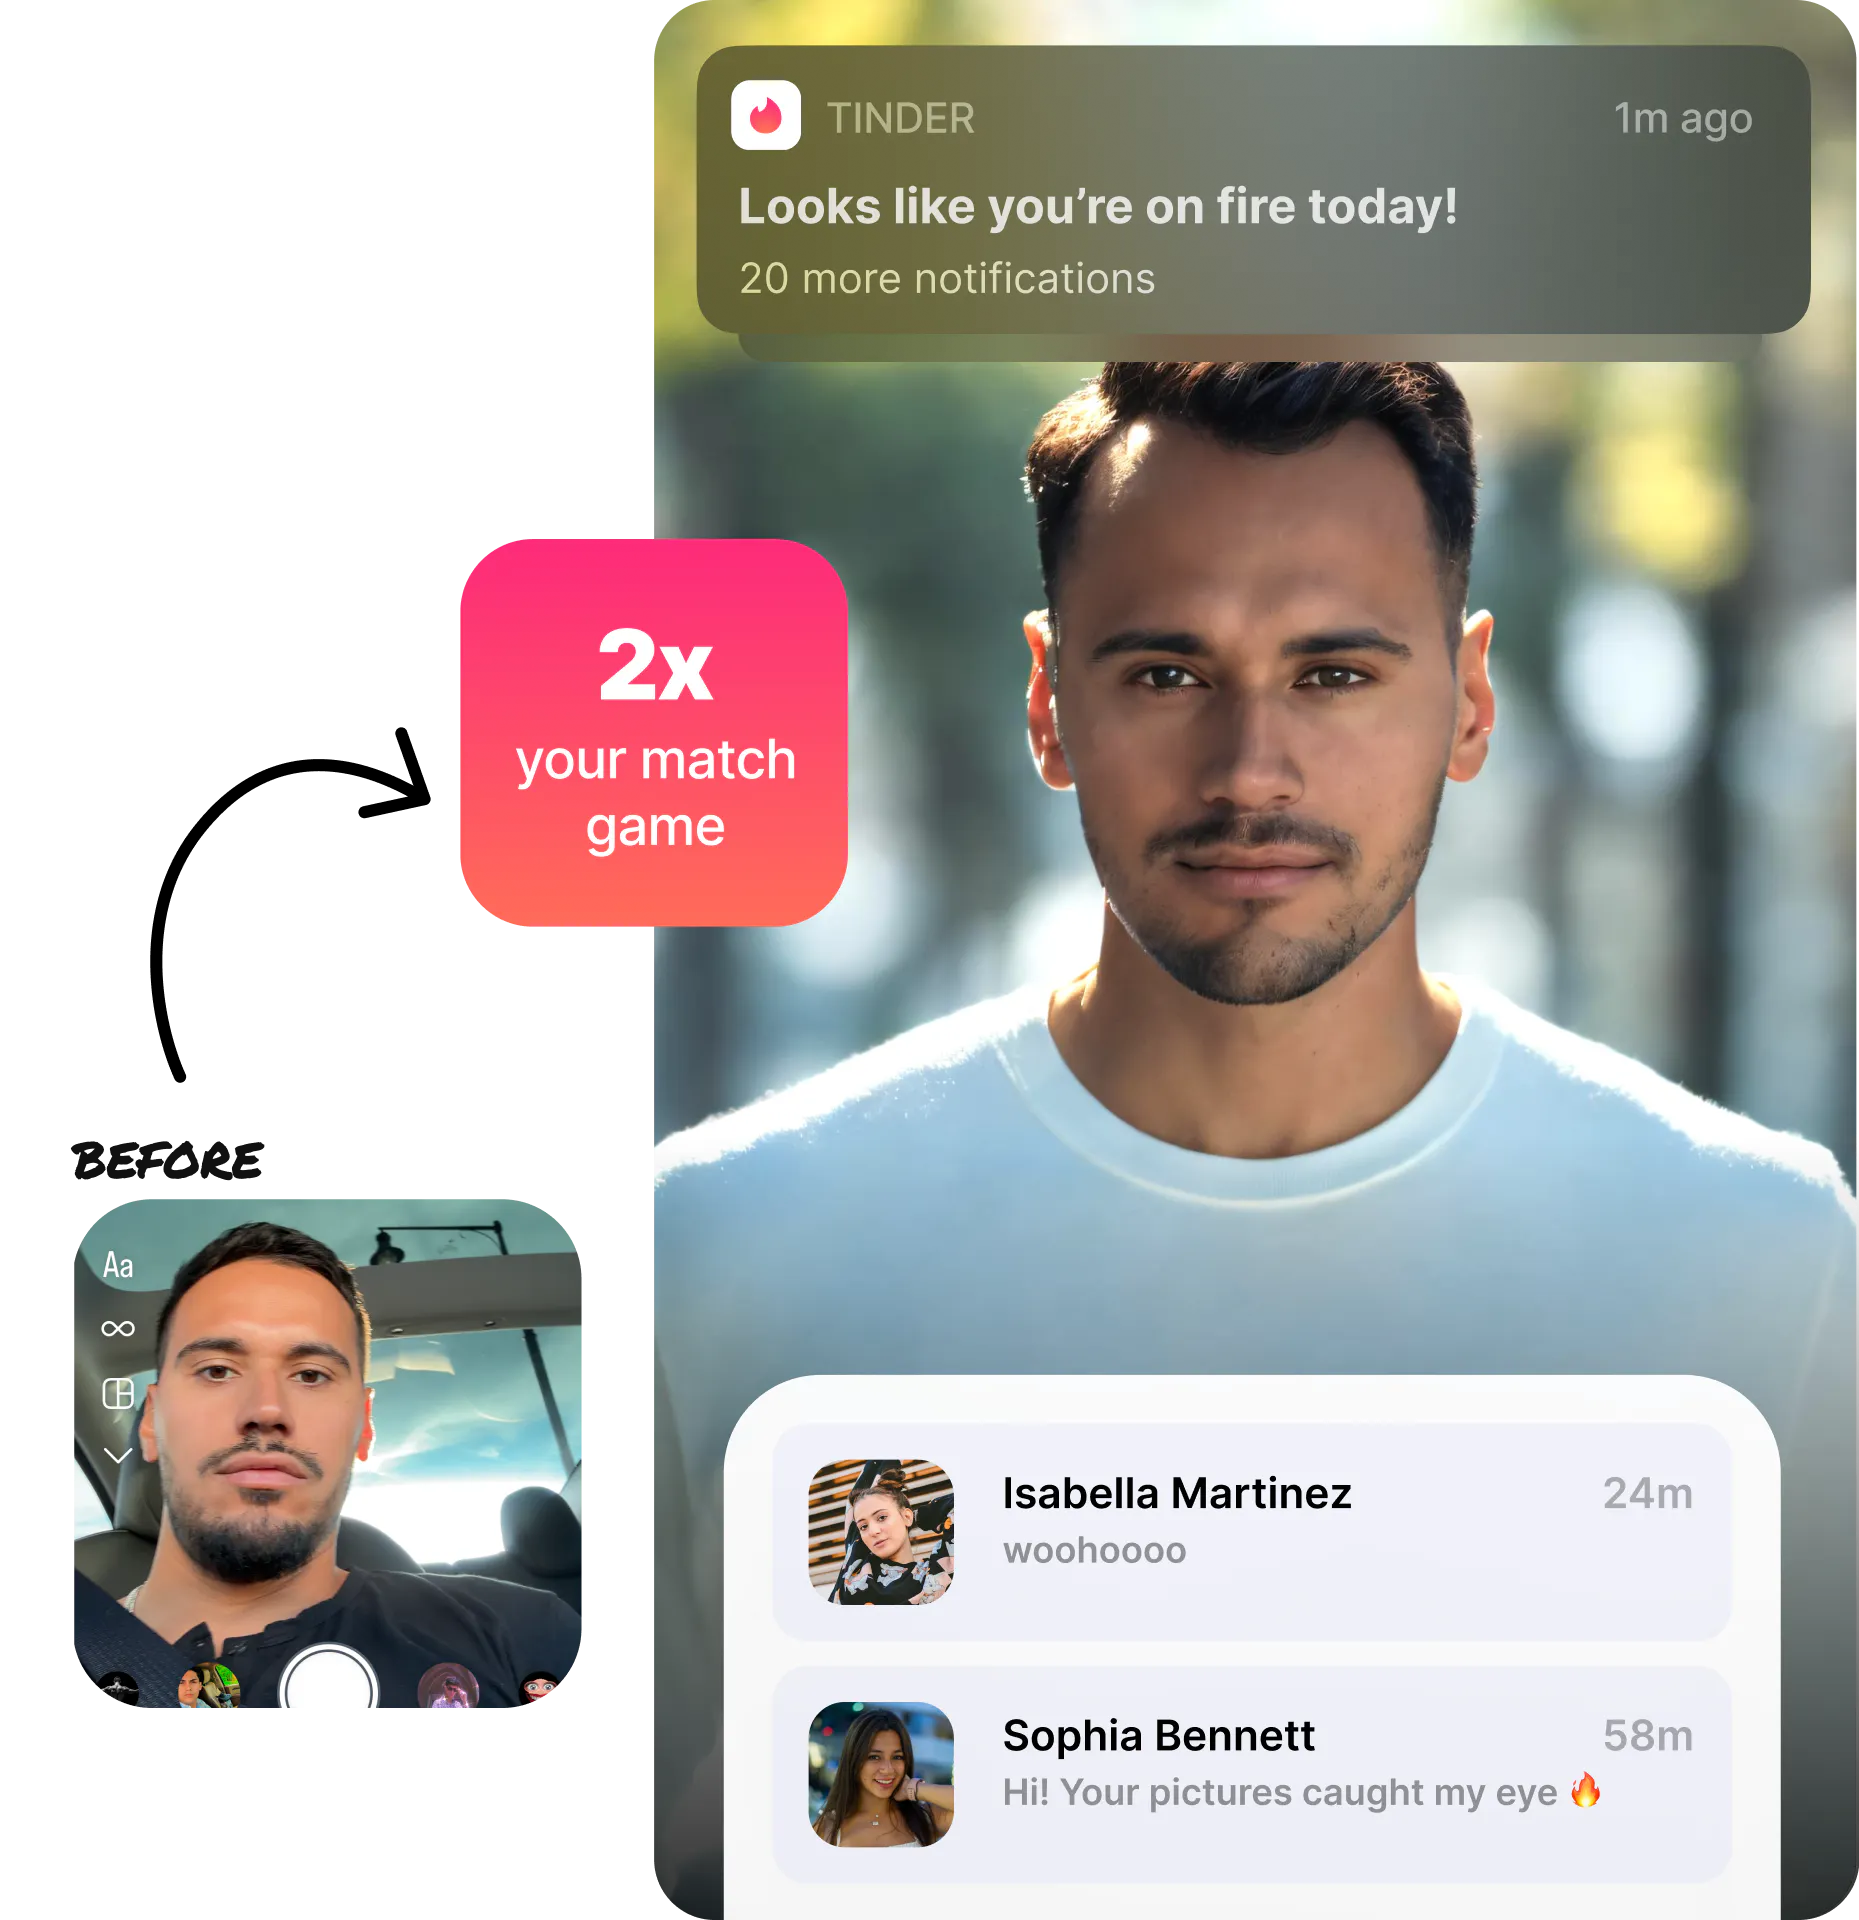 TINDER
1m ago
Looks like you’re on fire today!
20 more notifications
2x
your match
game
BEFORE
Aa
Isabella Martinez
24m
woohoooo
Sophia Bennett
58m
Hi! Your pictures caught my eye 🔥